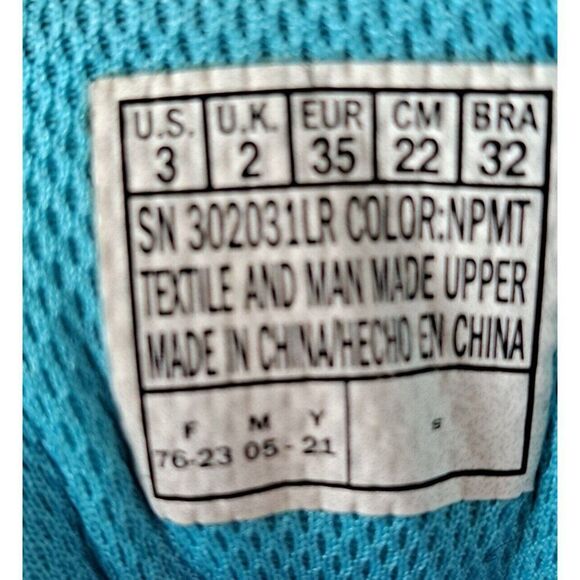 U.S. U.K. EUR CM BRA
3 2 35 22 32
SN 302031LR COLOR:NPMT
TEXTILE AND MAN MADE UPPER
MADE IN CHINA/HECHO EN CHINA
F M Y
76-23 05-21
s